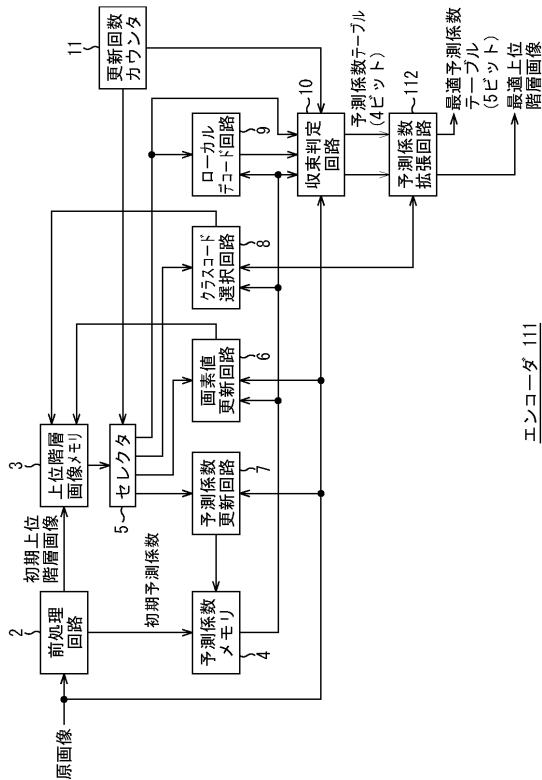 原画像
2
前処理
回路
初期上位
階層画像
初期予測係数
3
上位階層
画像メモリ
セレクタ
5
予測係数
メモリ
4
予測係数
更新回路
7
画素値
更新回路
6
クラスコード
選択回路
8
ローカル
デコード回路
9
11
更新回数
カウンタ
10
収束判定
回路
予測係数テーブル
(4ビット)
112
予測係数
拡張回路
最適予測係数
テーブル
(5ビット)
最適上位
階層画像
エンコーダ 111